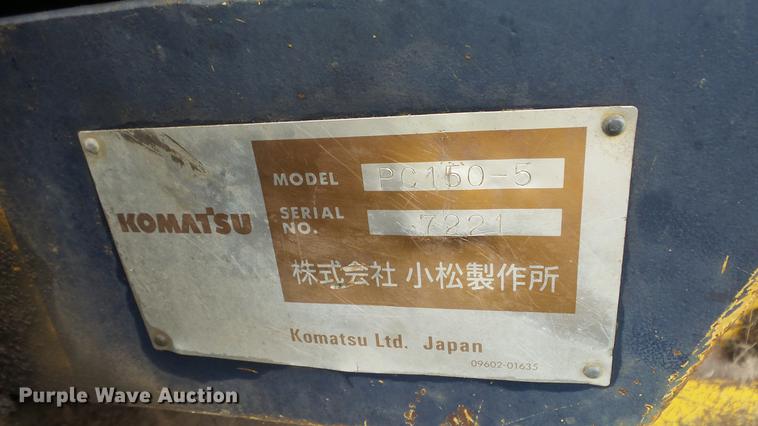 KOMATSU
MODEL PC150-5
SERIAL NO. 7221
株式会社 小松製作所
Komatsu Ltd. Japan
09602-01635
Purple Wave Auction